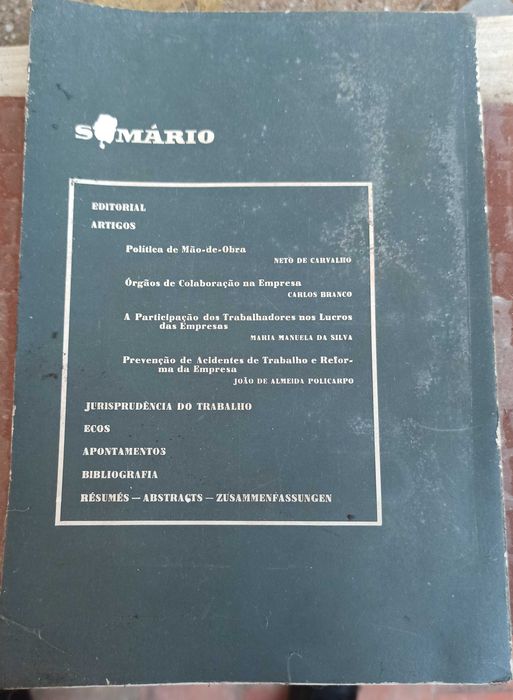 SUMÁRIO
EDITORIAL
ARTIGOS
Política de Mão-de-Obra
NETO DE CARVALHO
Órgãos de Colaboração na Empresa
CARLOS BRANCO
A Participação dos Trabalhadores nos Lucros
das Empresas
MARIA MANUELA DA SILVA
Prevenção de Acidentes de Trabalho e Refor-
ma da Empresa
JOÃO DE ALMEIDA POLICARPO
JURISPRUDÊNCIA DO TRABALHO
ECOS
APONTAMENTOS
BIBLIOGRAFIA
RÉSUMÉS — ABSTRACTS — ZUSAMMENFASSUNGEN